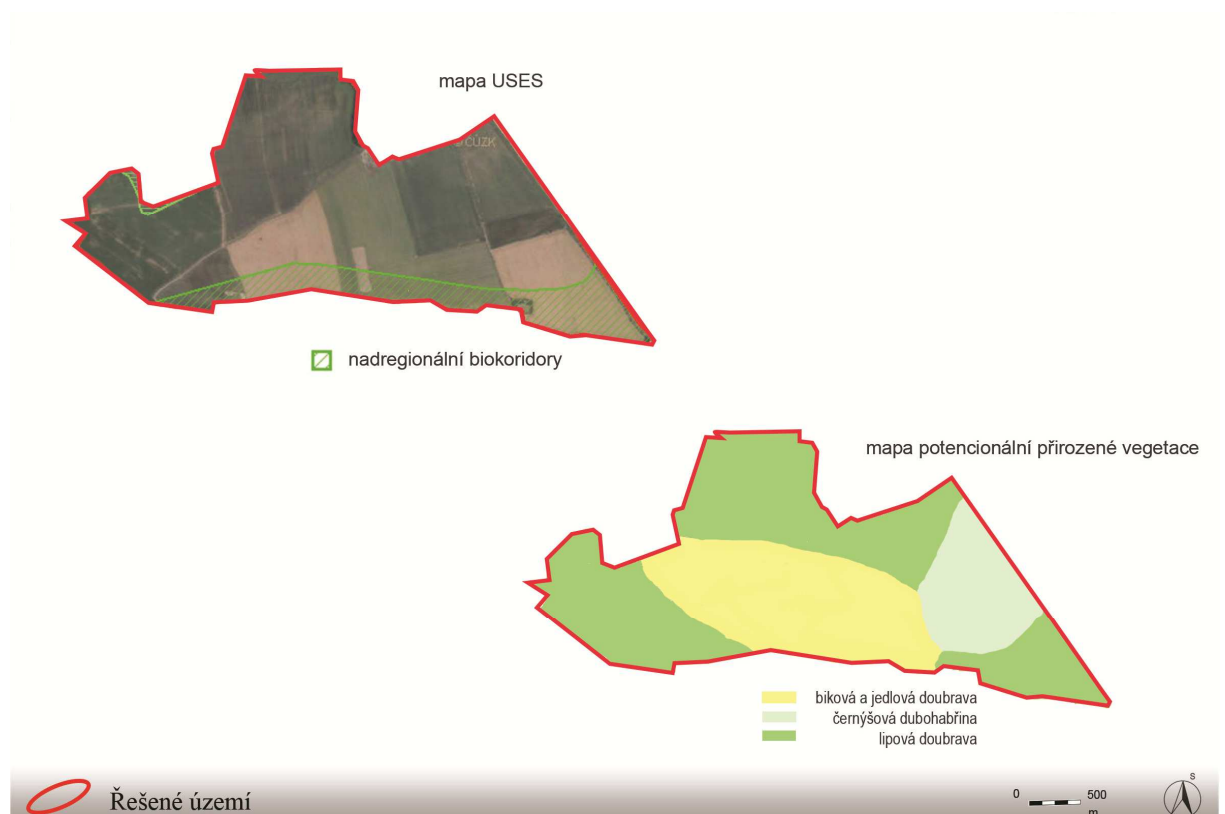 mapa USES
© ČÚZK
nadregionální biokoridory
mapa potencionální přirozené vegetace
biková a jedlová doubrava
černýšová dubohabřina
lipová doubrava
Řešené území
0 500
m
S